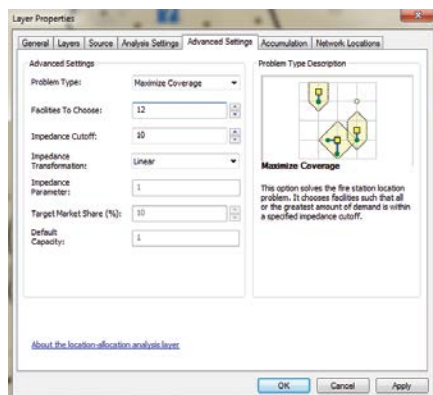 Layer Properties
General Layers Source Analysis Settings Advanced Settings Accumulation Network Locations
Advanced Settings
Problem Type: Maximize Coverage
Facilities To Choose: 12
Impedance Cutoff: 10
Impedance
Transformation: Linear
Impedance
Parameter: 1
Target Market Share (%): 10
Default
Capacity: 1
About the location-allocation analysis layer
Problem Type Description
Maximize Coverage
This option solves the fire station location
problem. It chooses facilities such that all
or the greatest amount of demand is within
a specified impedance cutoff.
OK Cancel Apply